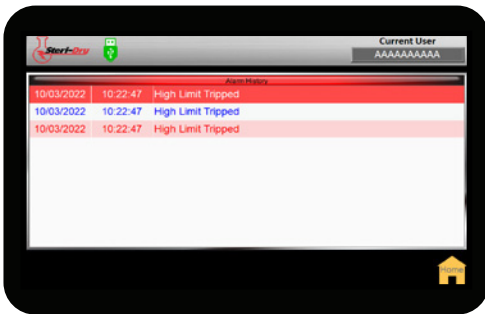 Steri-Dry
Current User
AAAAAAAAAA
Alarm History
10/03/2022 10:22:47 High Limit Tripped
10/03/2022 10:22:47 High Limit Tripped
10/03/2022 10:22:47 High Limit Tripped
Home